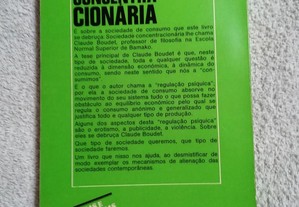 CONCENTRA
CIONÁRIA
É sobre a sociedade de consumo que este livro
se debruça. Sociedade concentracionária lhe chama
Claude Boudet, professor de filosofia na Escola
Normal Superior de Bamako.
A tese principal de Claude Boudet é que, neste
tipo de sociedade, toda a qualquer questão é
reduzida à dimensão económica, à dinâmica do
consumo, sendo neste sentido que nós a "con-
sumimos".
É o que o autor chama a "regulação psíquica"
em que a sociedade de consumo absorve no
movimento do seu sistema tudo o que possa fazer
obstáculo ao equilíbrio económico pelo qual se
regula o consumo anónimo e generalizado que
justifica todo e qualquer tipo de produção.
Alguns dos aspectos desta "regulação psíquica"
são o erotismo, a publicidade, a violência. Sobre
eles se debruça Claude Boudet.
Que tipo de sociedade queremos, que tipo de
sociedade faremos.
Um livro que nosso nos ajuda, ao desmistificar de
modo exemplar os mecanismos de alienação das
sociedades contemporâneas.